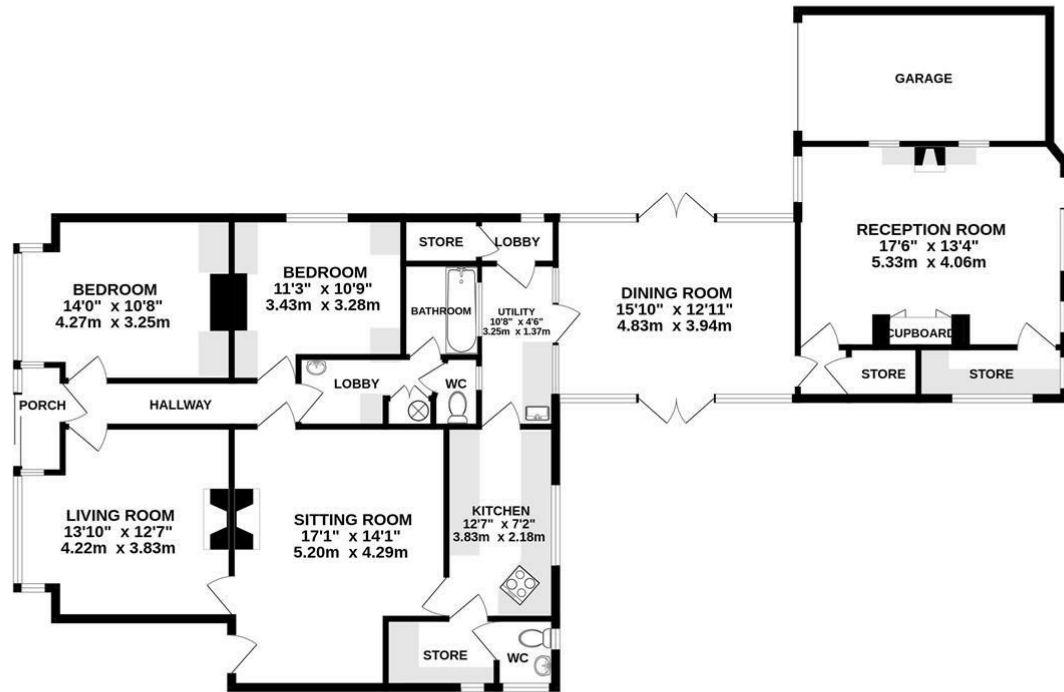 GARAGE
RECEPTION ROOM
17'6" x 13'4"
5.33m x 4.06m
CUPBOARD
STORE
STORE
STORE
LOBBY
BEDROOM
14'0" x 10'8"
4.27m x 3.25m
BEDROOM
11'3" x 10'9"
3.43m x 3.28m
BATHROOM
UTILITY
10'8" x 4'6"
3.25m x 1.37m
DINING ROOM
15'10" x 12'11"
4.83m x 3.94m
PORCH
HALLWAY
LOBBY
WC
LIVING ROOM
13'10" x 12'7"
4.22m x 3.83m
SITTING ROOM
17'1" x 14'1"
5.20m x 4.29m
KITCHEN
12'7" x 7'2"
3.83m x 2.18m
STORE
WC